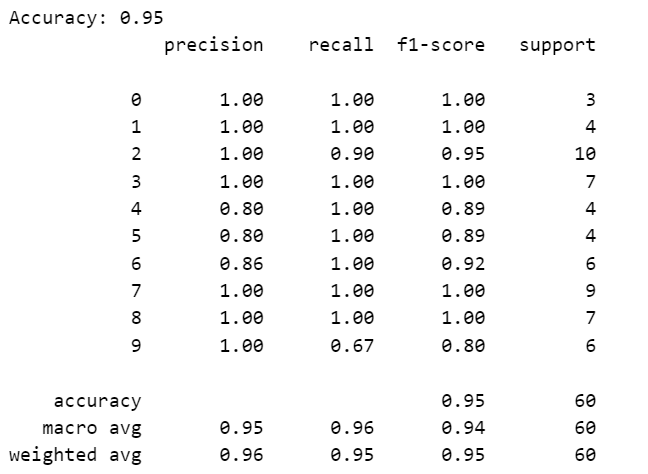 Accuracy: 0.95
precision recall f1-score support
0 1.00 1.00 1.00 3
1 1.00 1.00 1.00 4
2 1.00 0.90 0.95 10
3 1.00 1.00 1.00 7
4 0.80 1.00 0.89 4
5 0.80 1.00 0.89 4
6 0.86 1.00 0.92 6
7 1.00 1.00 1.00 9
8 1.00 1.00 1.00 7
9 1.00 0.67 0.80 6
accuracy 0.95 60
macro avg 0.95 0.96 0.94 60
weighted avg 0.96 0.95 0.95 60